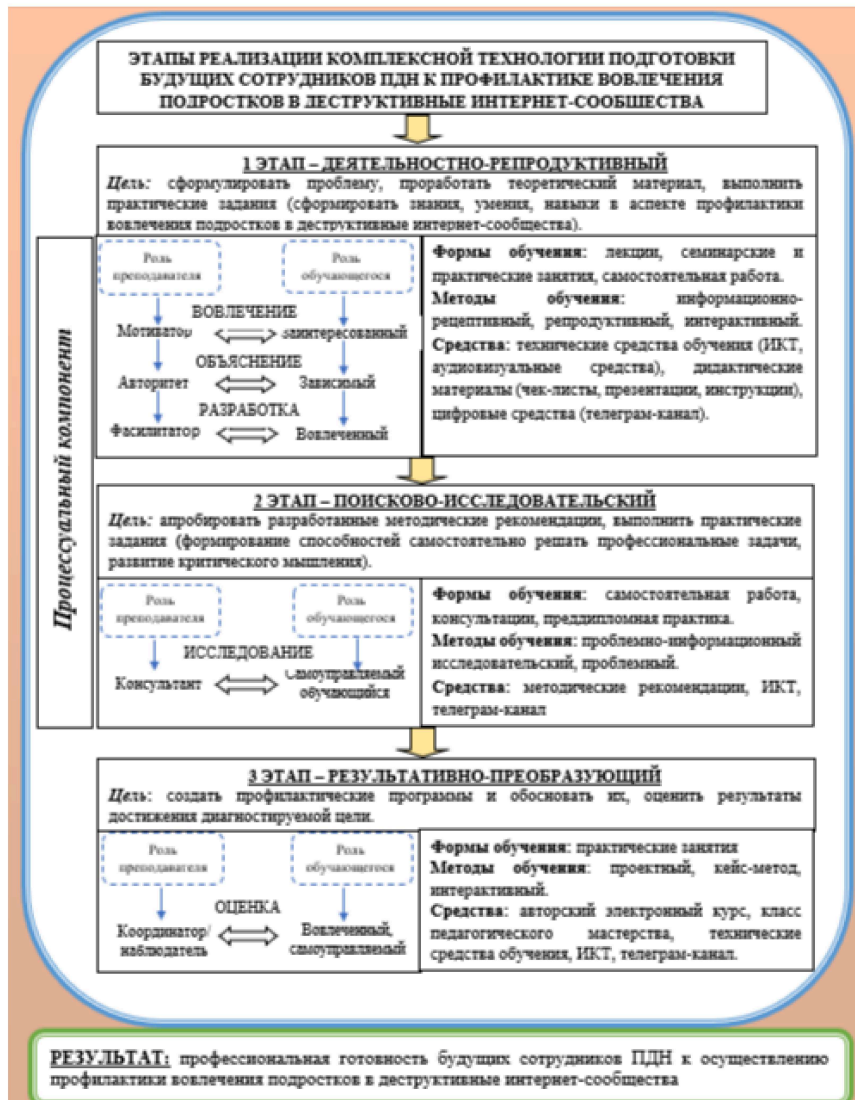 ЭТАПЫ РЕАЛИЗАЦИИ КОМПЛЕКСНОЙ ТЕХНОЛОГИИ ПОДГОТОВКИ
БУДУЩИХ СОТРУДНИКОВ ПДН К ПРОФИЛАКТИКЕ ВОВЛЕЧЕНИЯ
ПОДРОСТКОВ В ДЕСТРУКТИВНЫЕ ИНТЕРНЕТ-СООБЩЕСТВА
1 ЭТАП – ДЕЯТЕЛЬНОСТНО-РЕПРОДУКТИВНЫЙ
Цель: сформулировать проблему, проработать теоретический материал, выполнить
практические задания (сформировать знания, умения, навыки в аспекте профилактики
вовлечения подростков в деструктивные интернет-сообщества).
Процессуальный компонент
Роль
преподавателя
Роль
обучающегося
ВОВЛЕЧЕНИЕ
Мотиватор
Заинтересованный
ОБЪЯСНЕНИЕ
Авторитет
Зависимый
РАЗРАБОТКА
Фасилитатор
Вовлеченный
Формы обучения: лекции, семинарские и
практические занятия, самостоятельная работа.
Методы обучения: информационно-
рецептивный, репродуктивный, интерактивный.
Средства: технические средства обучения (ИКТ,
аудиовизуальные средства), дидактические
материалы (чек-листы, презентации, инструкции),
цифровые средства (телеграм-канал).
2 ЭТАП – ПОИСКОВО-ИССЛЕДОВАТЕЛЬСКИЙ
Цель: апробировать разработанные методические рекомендации, выполнить практические
задания (формирование способностей самостоятельно решать профессиональные задачи,
развитие критического мышления).
Роль
преподавателя
Роль
обучающегося
ИССЛЕДОВАНИЕ
Консультант
Самоуправляемый
обучающийся
Формы обучения: самостоятельная работа,
консультации, преддипломная практика.
Методы обучения: проблемно-информационный
исследовательский, проблемный.
Средства: методические рекомендации, ИКТ,
телеграм-канал
3 ЭТАП – РЕЗУЛЬТАТИВНО-ПРЕОБРАЗУЮЩИЙ
Цель: создать профилактические программы и обосновать их, оценить результаты
достижения диагностируемой цели.
Роль
преподавателя
Роль
обучающегося
ОЦЕНКА
Координатор/
наблюдатель
Вовлеченный,
самоуправляемый
Формы обучения: практические занятия
Методы обучения: проектный, кейс-метод,
интерактивный.
Средства: авторский электронный курс, класс
педагогического мастерства, технические
средства обучения, ИКТ, телеграм-канал.
РЕЗУЛЬТАТ: профессиональная готовность будущих сотрудников ПДН к осуществлению
профилактики вовлечения подростков в деструктивные интернет-сообщества